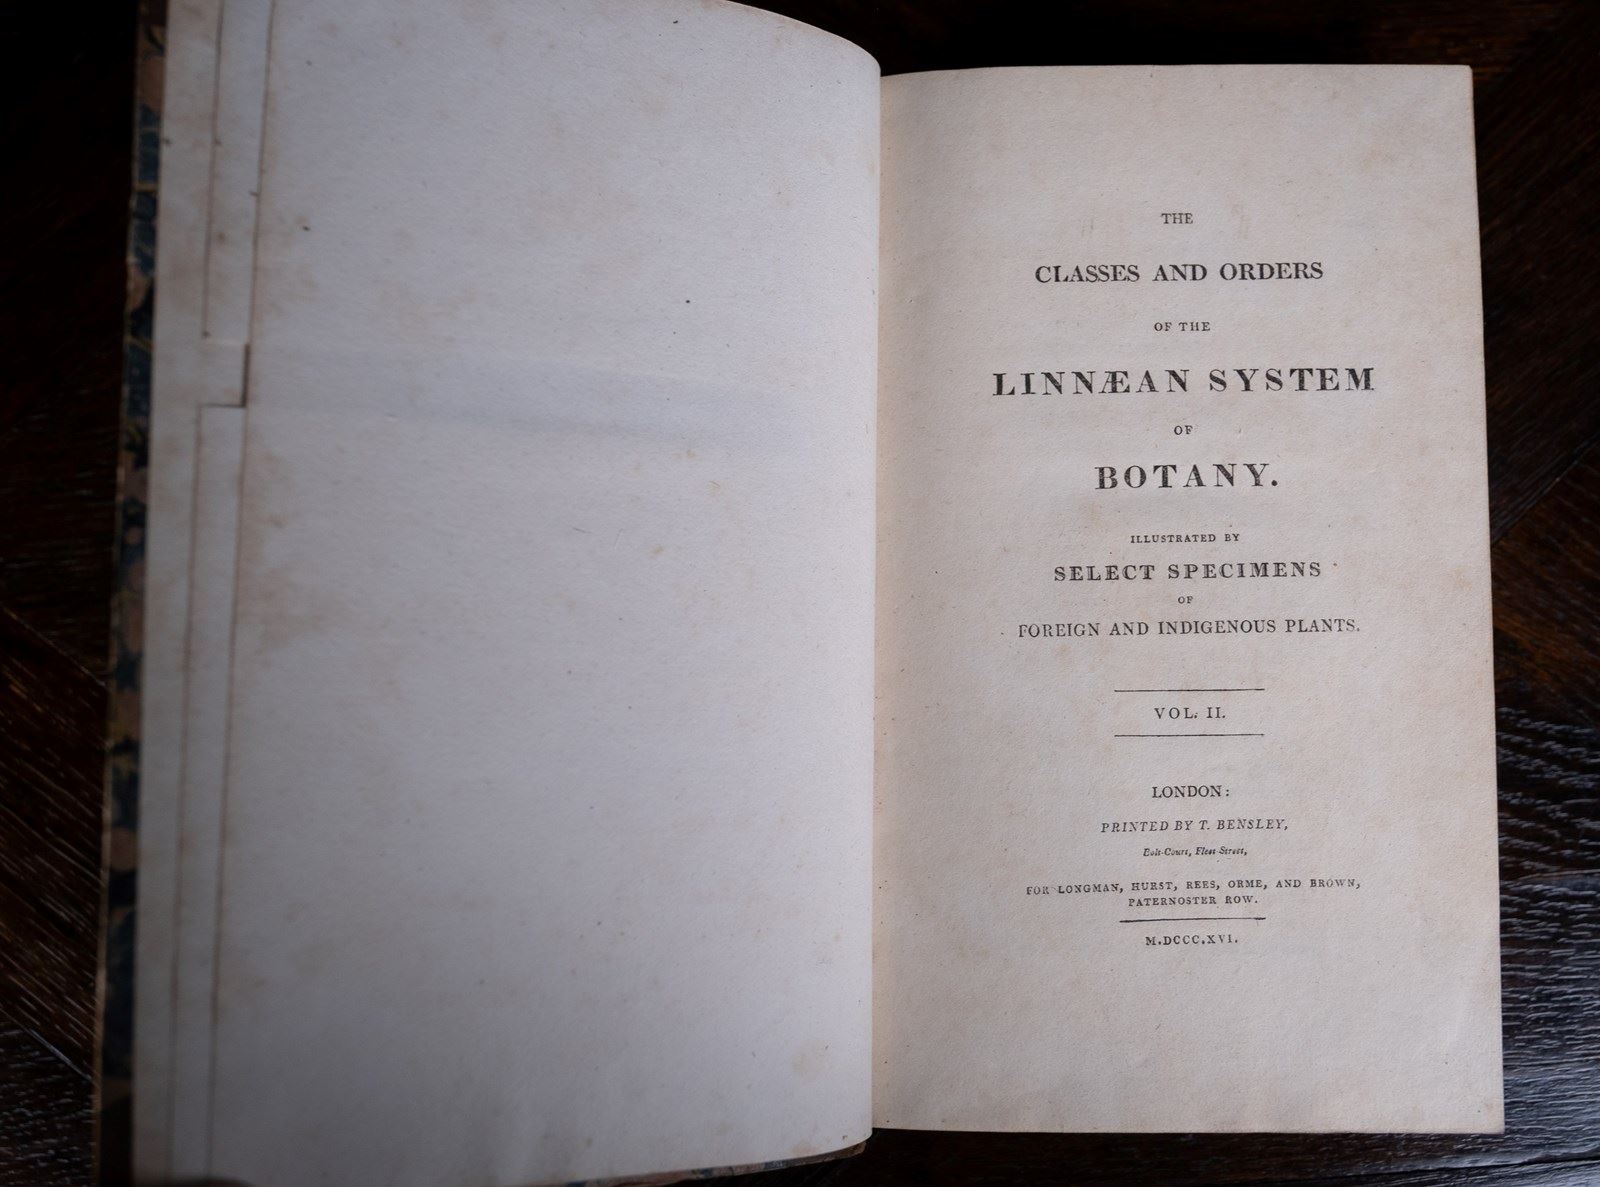 THE
CLASSES AND ORDERS
OF THE
LINNÆAN SYSTEM
OF
BOTANY.
ILLUSTRATED BY
SELECT SPECIMENS
OF
FOREIGN AND INDIGENOUS PLANTS.
VOL. II.
LONDON:
PRINTED BY T. BENSLEY,
Bolt-Court, Fleet-Street,
FOR LONGMAN, HURST, REES, ORME, AND BROWN,
PATERNOSTER ROW.
M.DCCC.XVI.